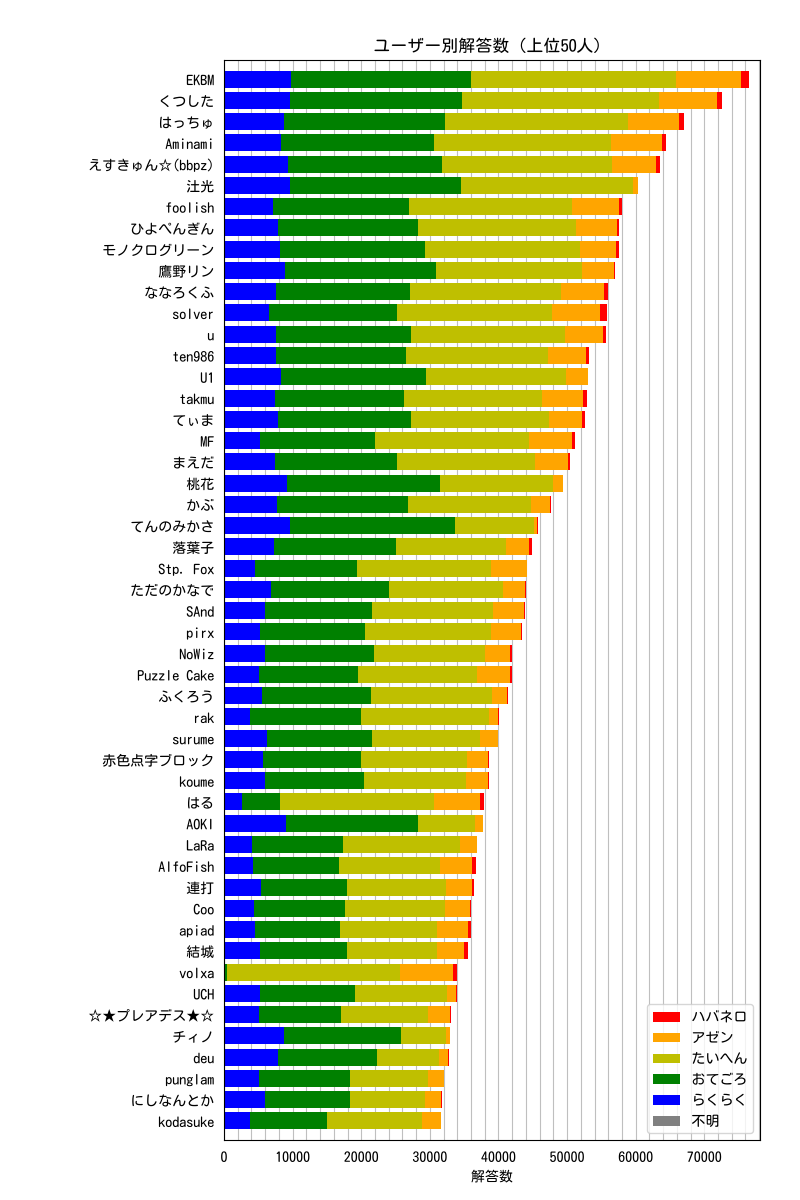 ユーザー別解答数 (上位50人)
EKBM
くつした
はっちゅ
Aminami
えすきゅん☆(bbpz)
辻光
foolish
ひよぺんぎん
モノクログリーン
鷹野リン
ななろくふ
solver
u
ten986
U1
takmu
てぃま
MF
まえだ
桃花
かぶ
てんのみかさ
落葉子
Stp. Fox
ただのかなで
SAnd
pirx
NoWiz
Puzzle Cake
ふくろう
rak
surume
赤色点字ブロック
koume
はる
AOKI
LaRa
AlfoFish
連打
Coo
apiad
結城
volxa
UCH
☆★プレアデス★☆
チィノ
deu
punglam
にしなんとか
kodasuke
ハバネロ
アゼン
たいへん
おてごろ
らくらく
不明
0 10000 20000 30000 40000 50000 60000 70000
解答数